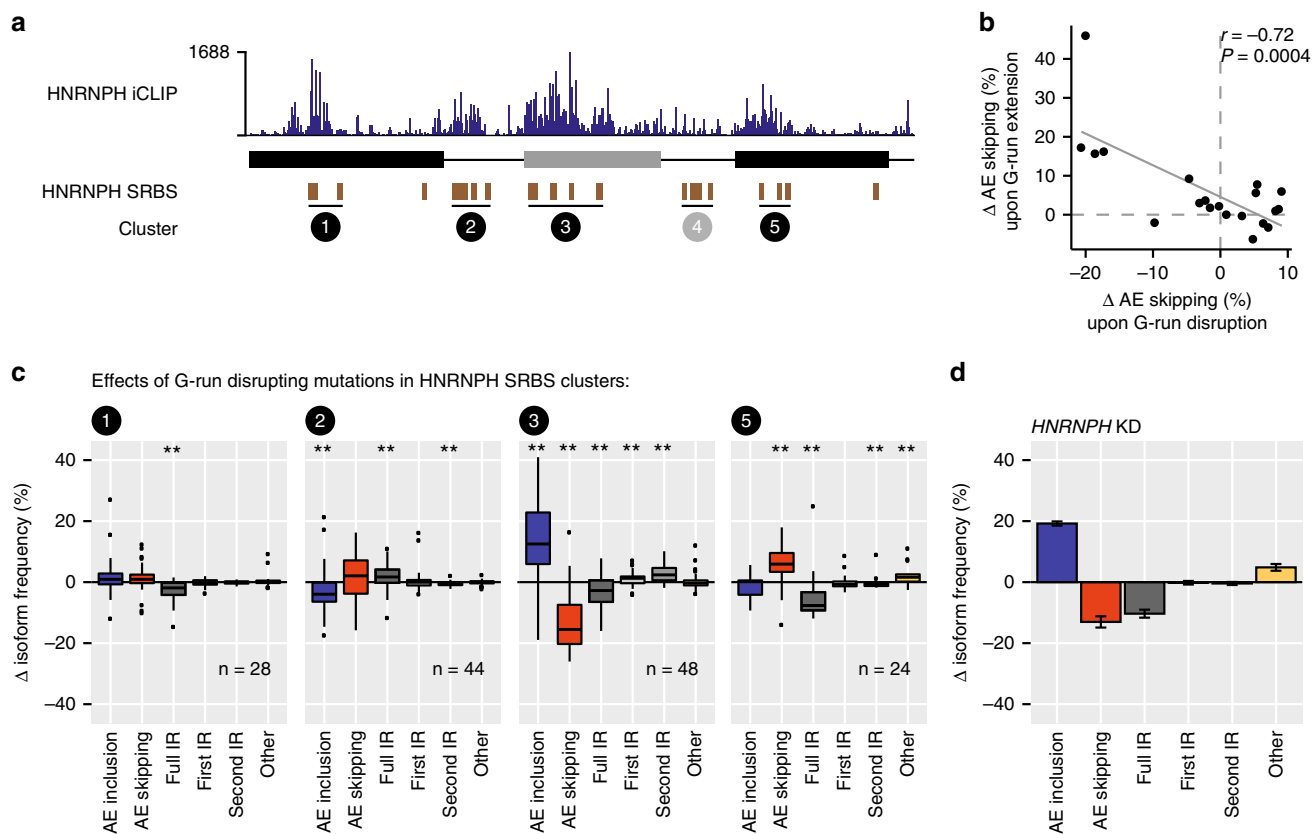 a
1688
HNRNPH iCLIP
HNRNPH SRBS
Cluster
1 2 3 4 5
b
r = –0.72
P = 0.0004
Δ AE skipping (%)
upon G-run extension
40
30
20
10
0
–20 –10 0 10
Δ AE skipping (%)
upon G-run disruption
c
Effects of G-run disrupting mutations in HNRNPH SRBS clusters:
1 2 3 5
Δ isoform frequency (%)
40
20
0
–20
–40
**
n = 28
** ** **
n = 44
** ** ** ** **
n = 48
** ** ** **
n = 24
AE inclusion AE skipping Full IR First IR Second IR Other
AE inclusion AE skipping Full IR First IR Second IR Other
AE inclusion AE skipping Full IR First IR Second IR Other
AE inclusion AE skipping Full IR First IR Second IR Other
d
HNRNPH KD
Δ isoform frequency (%)
40
20
0
–20
–40
AE inclusion AE skipping Full IR First IR Second IR Other